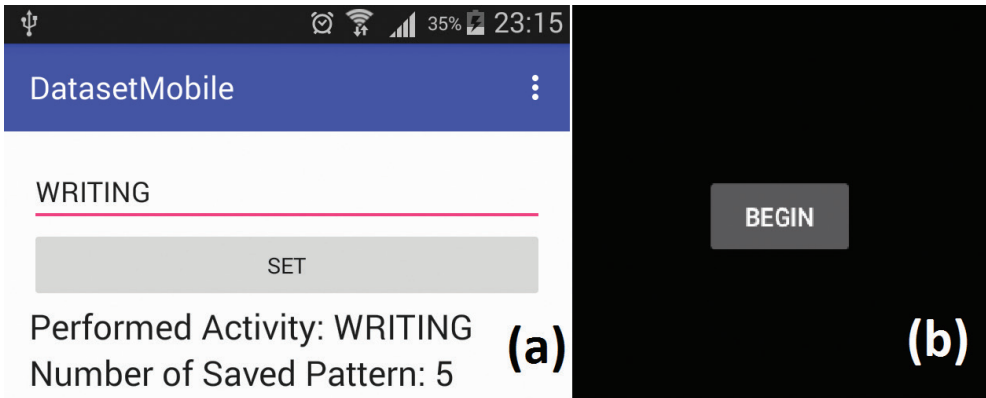 35% 23:15
DatasetMobile
WRITING
SET
Performed Activity: WRITING
Number of Saved Pattern: 5
(a)
BEGIN
(b)